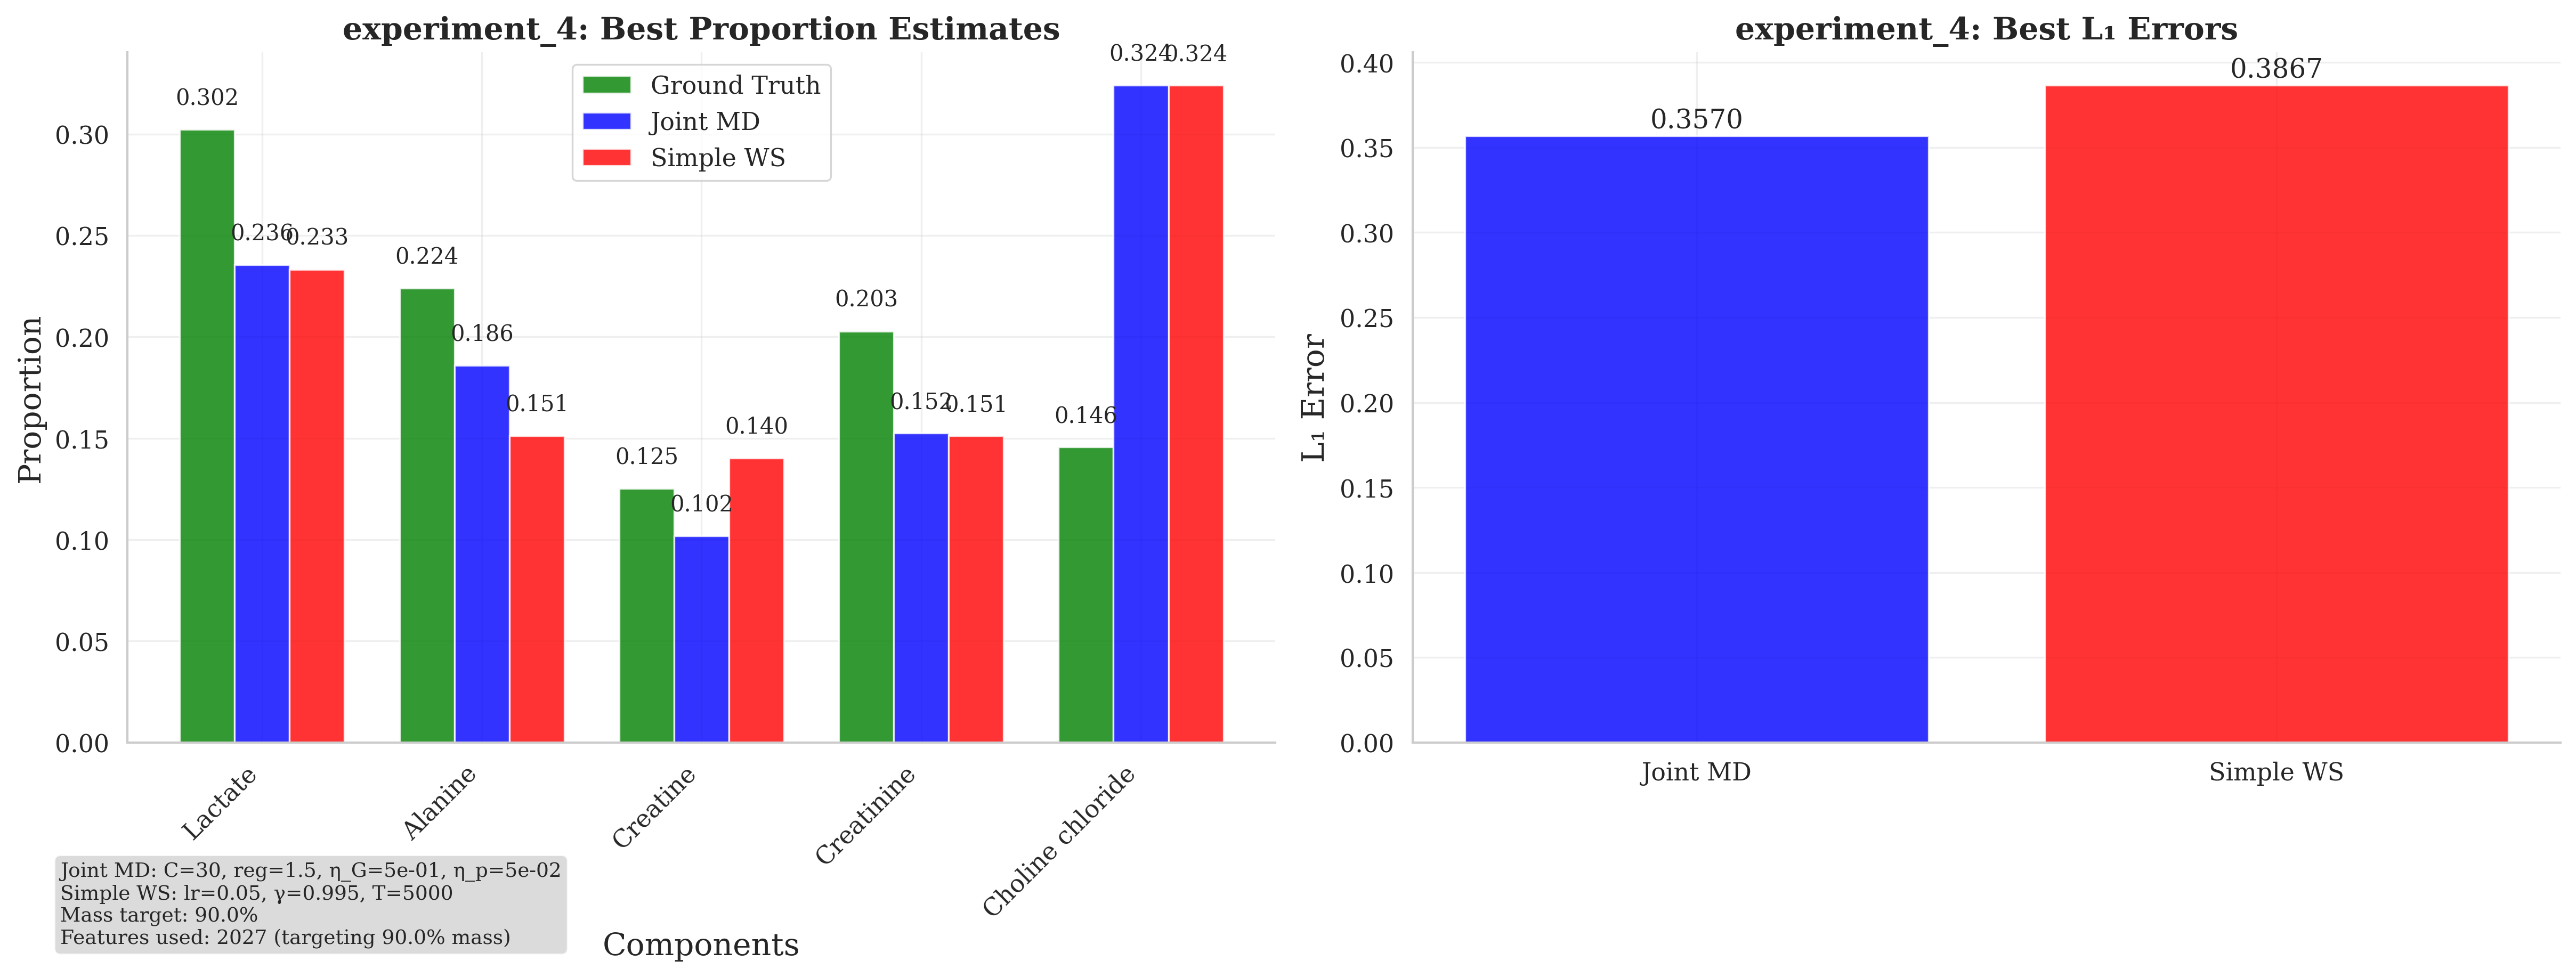 experiment_4: Best Proportion Estimates
Ground Truth
Joint MD
Simple WS
Proportion
0.30
0.25
0.20
0.15
0.10
0.05
0.00
0.302
0.236
0.233
0.224
0.186
0.151
0.125
0.102
0.140
0.203
0.152
0.151
0.146
0.324
0.324
Lactate
Alanine
Creatine
Creatinine
Choline chloride
Components
Joint MD: C=30, reg=1.5, η_G=5e-01, η_p=5e-02
Simple WS: lr=0.05, γ=0.995, T=5000
Mass target: 90.0%
Features used: 2027 (targeting 90.0% mass)
experiment_4: Best L₁ Errors
L₁ Error
0.40
0.35
0.30
0.25
0.20
0.15
0.10
0.05
0.00
0.3570
0.3867
Joint MD
Simple WS